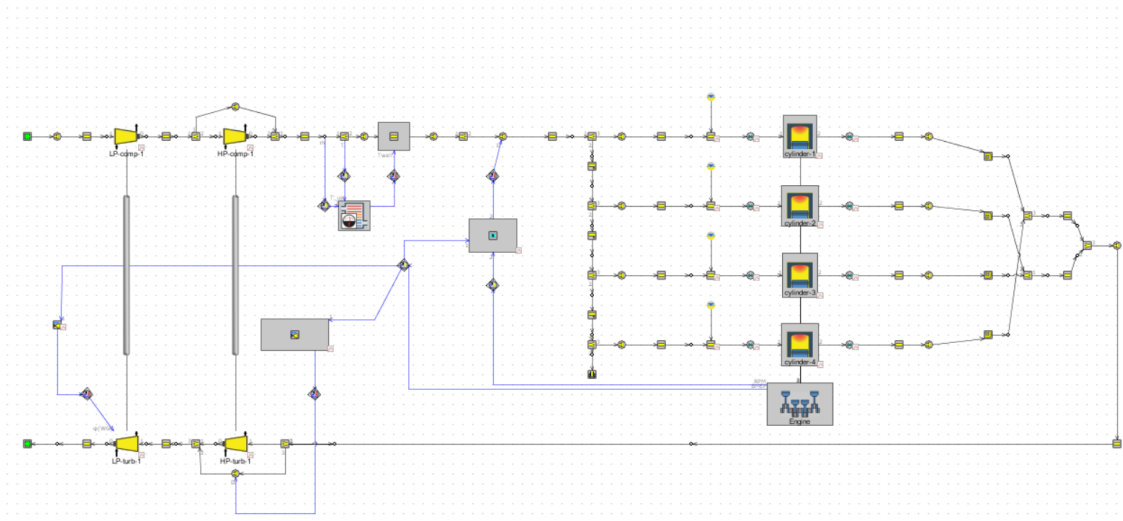 LP-comp-1
HP-comp-1
cylinder-1
cylinder-2
cylinder-3
cylinder-4
Engine
LP-turb-1
HP-turb-1